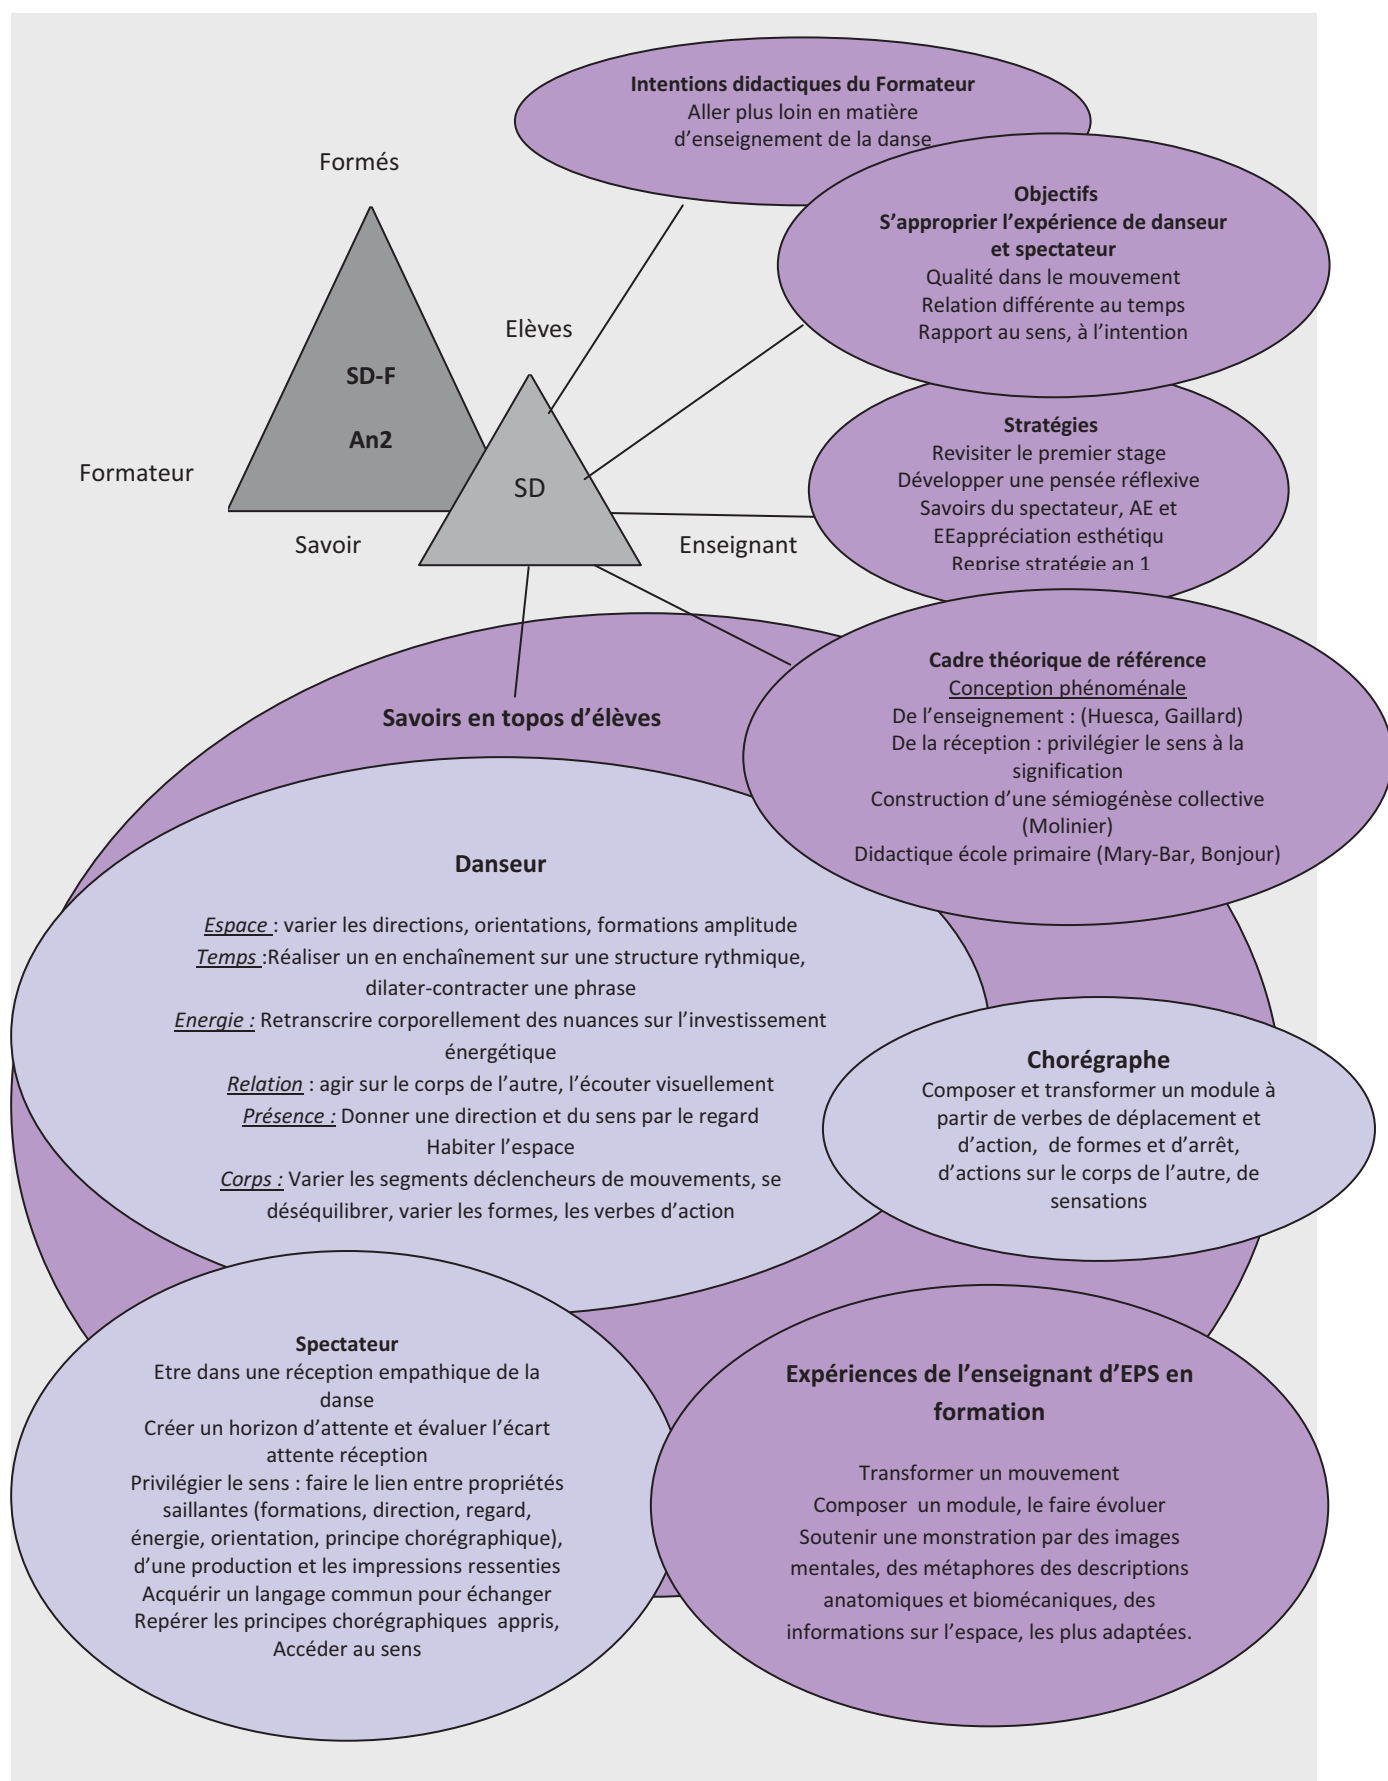 Intentions didactiques du Formateur
Aller plus loin en matière
d’enseignement de la danse
Formés
Objectifs
S’approprier l’expérience de danseur
et spectateur
Qualité dans le mouvement
Relation différente au temps
Rapport au sens, à l’intention
Elèves
SD-F
An2
Stratégies
Revisiter le premier stage
Développer une pensée réflexive
Savoirs du spectateur, AE et
EEappréciation esthétiqu
Reprise stratégie an 1
Formateur
SD
Savoir
Enseignant
Cadre théorique de référence
Conception phénoménale
De l’enseignement : (Huesca, Gaillard)
De la réception : privilégier le sens à la
signification
Construction d’une sémiogénèse collective
(Molinier)
Didactique école primaire (Mary-Bar, Bonjour)
Savoirs en topos d’élèves
Danseur
Espace : varier les directions, orientations, formations amplitude
Temps :Réaliser un en enchaînement sur une structure rythmique,
dilater-contracter une phrase
Energie : Retranscrire corporellement des nuances sur l’investissement
énergétique
Relation : agir sur le corps de l’autre, l’écouter visuellement
Présence : Donner une direction et du sens par le regard
Habiter l’espace
Corps : Varier les segments déclencheurs de mouvements, se
déséquilibrer, varier les formes, les verbes d’action
Chorégraphe
Composer et transformer un module à
partir de verbes de déplacement et
d’action,  de formes et d’arrêt,
d’actions sur le corps de l’autre, de
sensations
Spectateur
Etre dans une réception empathique de la
danse
Créer un horizon d’attente et évaluer l’écart
attente réception
Privilégier le sens : faire le lien entre propriétés
saillantes (formations, direction, regard,
énergie, orientation, principe chorégraphique),
d’une production et les impressions ressenties
Acquérir un langage commun pour échanger
Repérer les principes chorégraphiques  appris,
Accéder au sens
Expériences de l’enseignant d’EPS en
formation
Transformer un mouvement
Composer  un module, le faire évoluer
Soutenir une monstration par des images
mentales, des métaphores des descriptions
anatomiques et biomécaniques, des
informations sur l’espace, les plus adaptées.